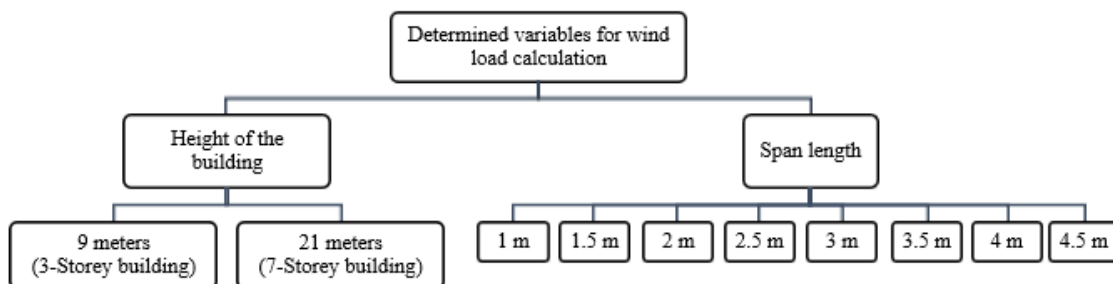 Determined variables for wind
load calculation
Height of the
building
Span length
9 meters
(3-Storey building)
21 meters
(7-Storey building)
1 m
1.5 m
2 m
2.5 m
3 m
3.5 m
4 m
4.5 m